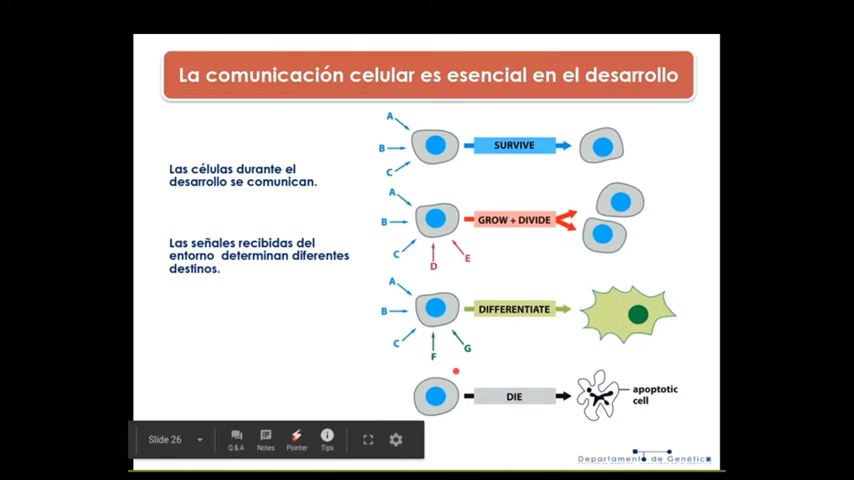 La comunicación celular es esencial en el desarrollo
Las células durante el
desarrollo se comunican.
Las señales recibidas del
entorno determinan diferentes
destinos.
A
B
C
SURVIVE
A
B
C
D
E
GROW + DIVIDE
A
B
C
F
G
DIFFERENTIATE
DIE
apoptotic
cell
Slide 26
Q & A
Notes
Pointer
Tips
Departamento de Genética